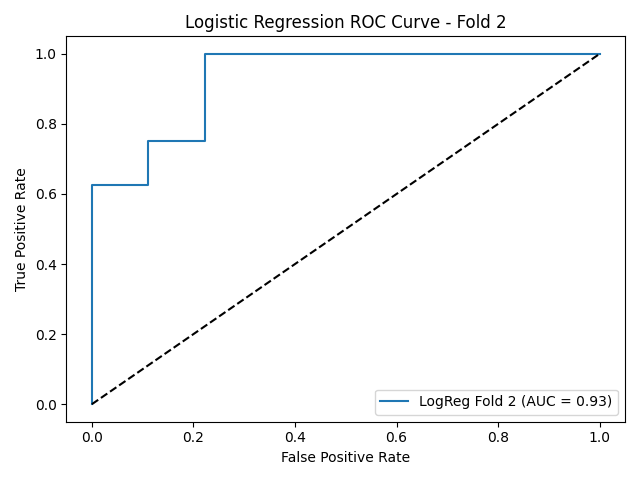 Logistic Regression ROC Curve - Fold 2
True Positive Rate
1.0
0.8
0.6
0.4
0.2
0.0
LogReg Fold 2 (AUC = 0.93)
0.0 0.2 0.4 0.6 0.8 1.0
False Positive Rate